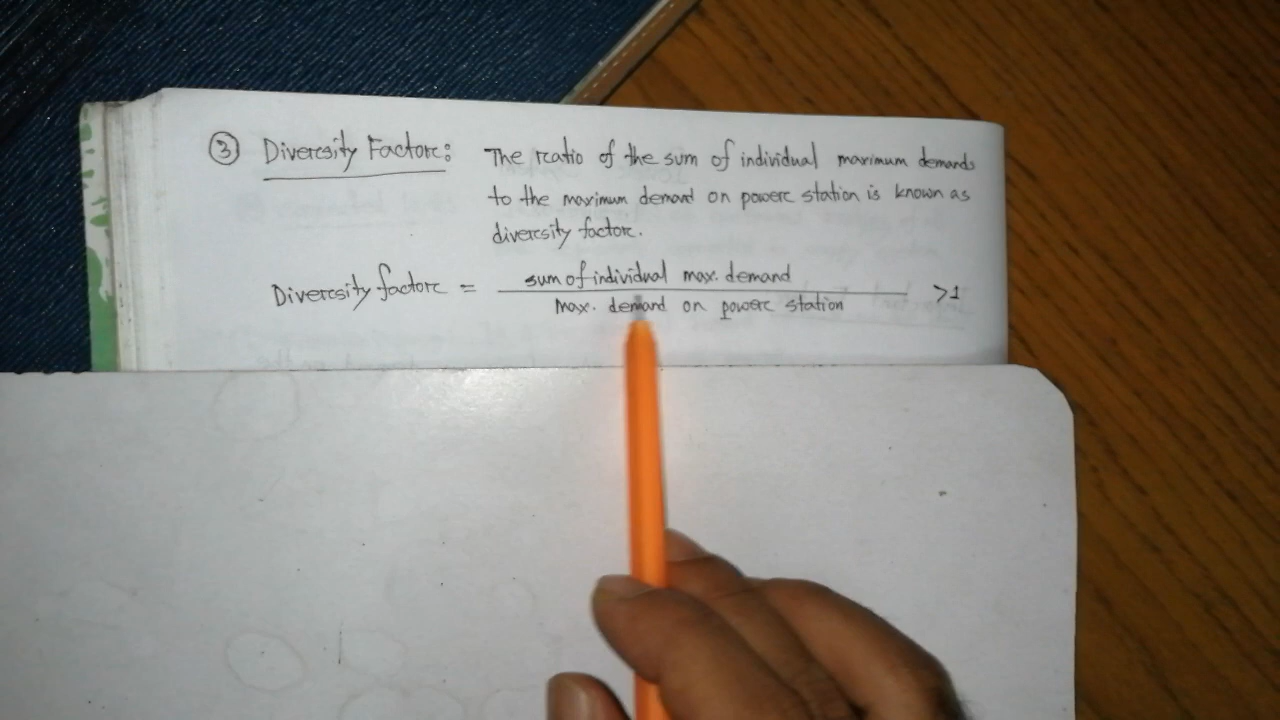 ③ Diversity Factor: The ratio of the sum of individual maximum demands
to the maximum demand on power station is known as
diversity factor.
Diversity factor = sum of individual max. demand
Max. demand on power station >1